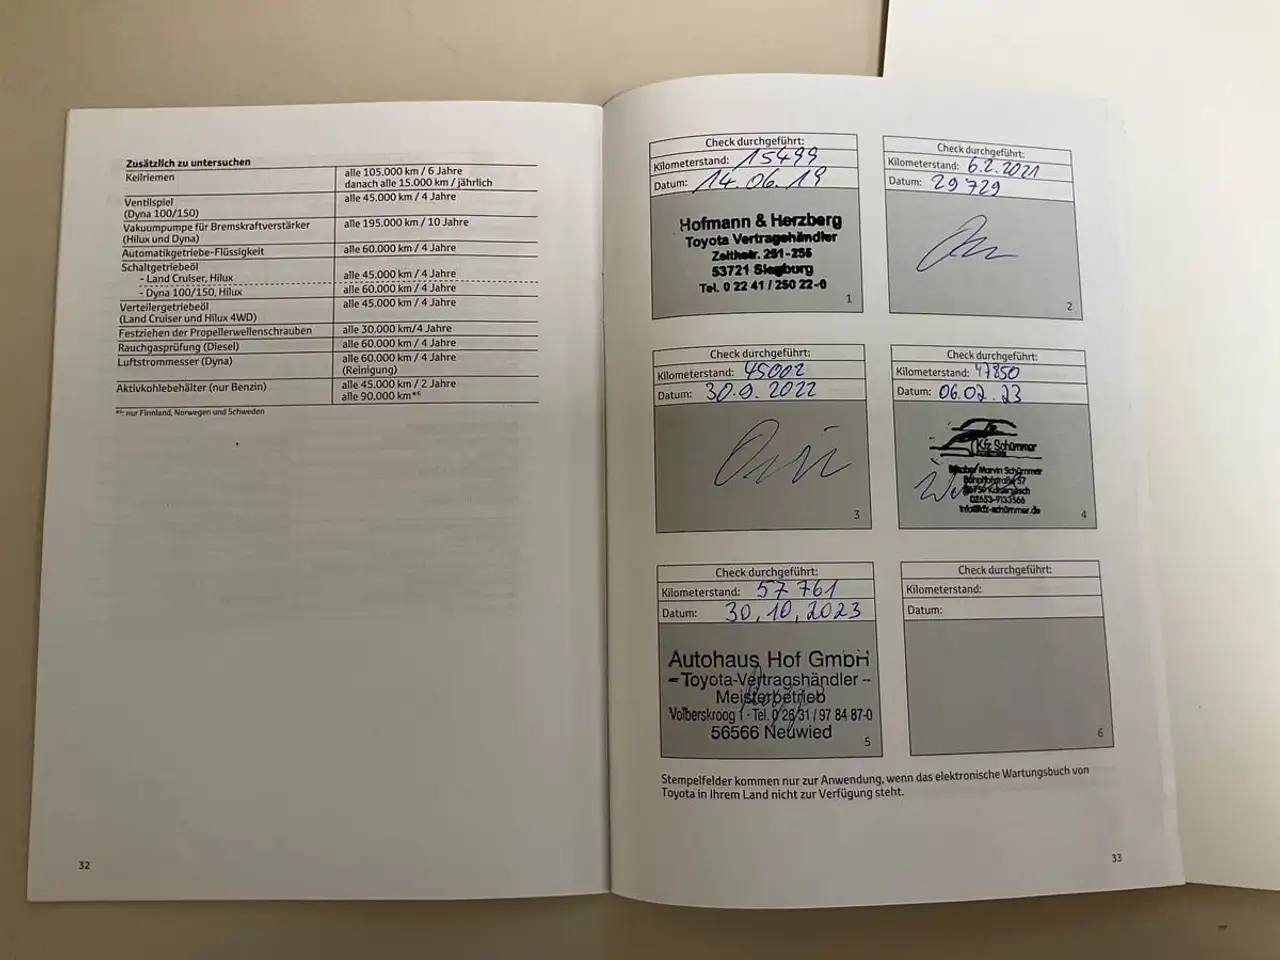 Zusätzlich zu untersuchen
Keilriemen alle 105.000 km / 6 Jahre
danach alle 15.000 km / jährlich
Ventilspiel alle 45.000 km / 4 Jahre
(Dyna 100/150)
Vakuumpumpe für Bremskraftverstärker alle 195.000 km / 10 Jahre
(Hilux und Dyna)
Automatikgetriebe-Flüssigkeit alle 60.000 km / 4 Jahre
Schaltgetriebeöl
- Land Cruiser, Hilux alle 45.000 km / 4 Jahre
- Dyna 100/150, Hilux alle 60.000 km / 4 Jahre
Verteilergetriebeöl alle 45.000 km / 4 Jahre
(Land Cruiser und Hilux 4WD)
Festziehen der Propellerwellenschrauben alle 30.000 km/4 Jahre
Rauchgasprüfung (Diesel) alle 60.000 km / 4 Jahre
Luftstrommesser (Dyna) alle 60.000 km / 4 Jahre
(Reinigung)
Aktivkohlebehälter (nur Benzin) alle 45.000 km / 2 Jahre
alle 90.000 km*⁶
*⁶: nur Finnland, Norwegen und Schweden
32
Check durchgeführt:
Kilometerstand: 15499
Datum: 14.06.19
Hofmann & Herzberg
Toyota Vertragshändler
Zeithstr. 251-255
53721 Siegburg
Tel. 0 22 41 / 250 22-0
1
Check durchgeführt:
Kilometerstand: 6.2.2021
Datum: 29729
2
Check durchgeführt:
Kilometerstand: 45002
Datum: 30.9.2022
3
Check durchgeführt:
Kilometerstand: 47850
Datum: 06.02.23
Kfz Schümmer
Marvin Schümmer
02653-9133566
info@kfz-schümmer.de
4
Check durchgeführt:
Kilometerstand: 57 761
Datum: 30.10.2023
Autohaus Hof GmbH
-Toyota-Vertragshändler-
Meisterbetrieb
Volberskroog 1 · Tel. 0 26 31 / 97 84 87-0
56566 Neuwied
5
Check durchgeführt:
Kilometerstand:
Datum:
6
Stempelfelder kommen nur zur Anwendung, wenn das elektronische Wartungsbuch von
Toyota in Ihrem Land nicht zur Verfügung steht.
33